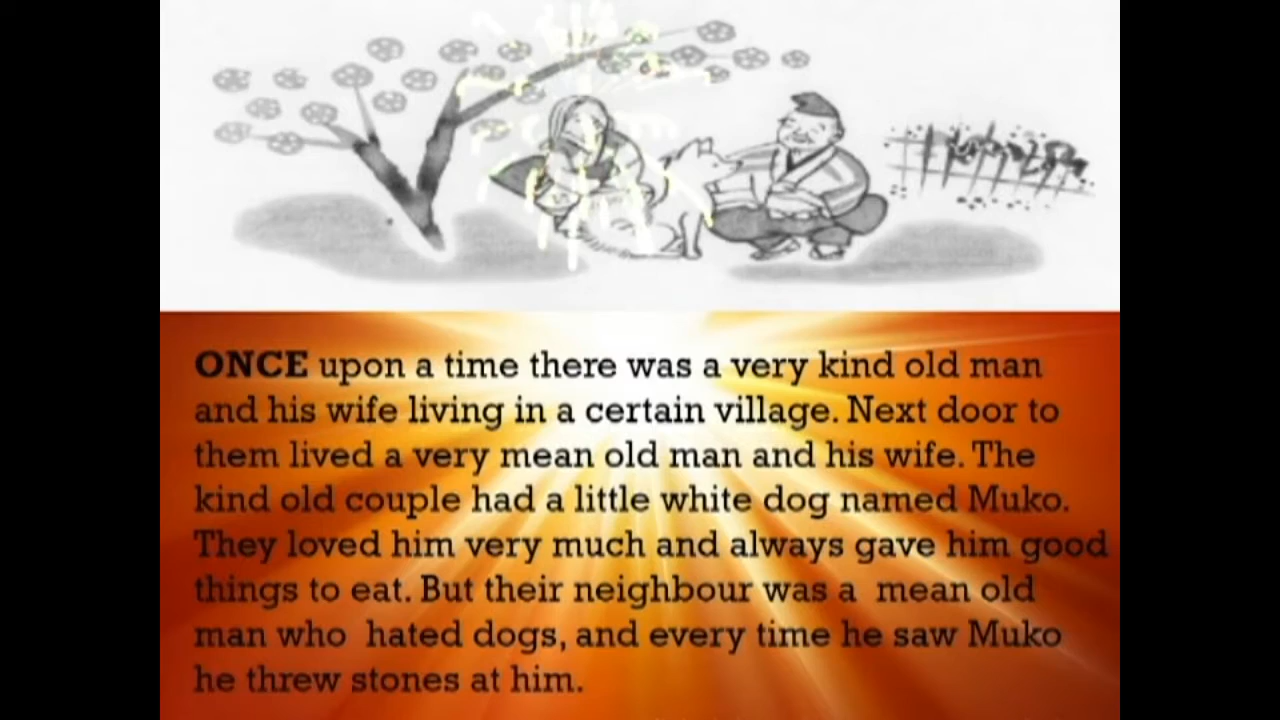 ONCE upon a time there was a very kind old man
and his wife living in a certain village. Next door to
them lived a very mean old man and his wife. The
kind old couple had a little white dog named Muko.
They loved him very much and always gave him good
things to eat. But their neighbour was a  mean old
man who  hated dogs, and every time he saw Muko
he threw stones at him.